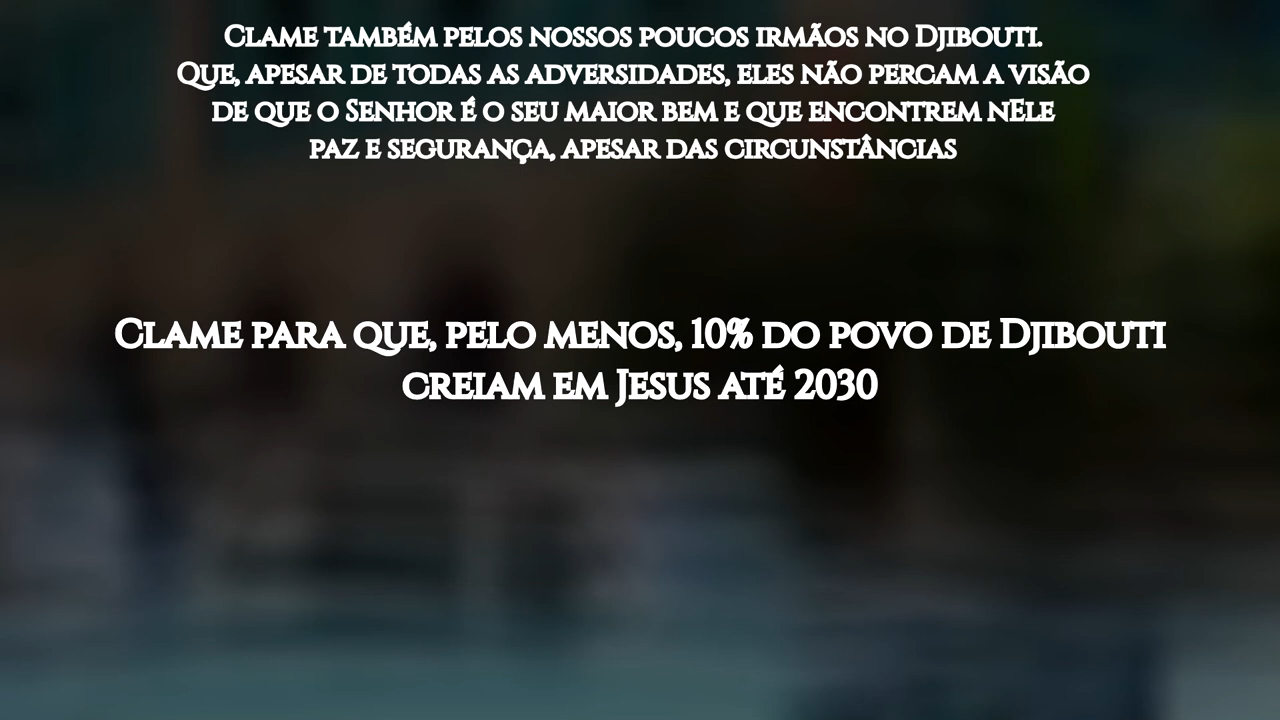 Clame também pelos nossos poucos irmãos no Djibouti.
Que, apesar de todas as adversidades, eles não percam a visão
de que o Senhor é o seu maior bem e que encontrem nEle
paz e segurança, apesar das circunstâncias
Clame para que, pelo menos, 10% do povo de Djibouti
creiam em Jesus até 2030